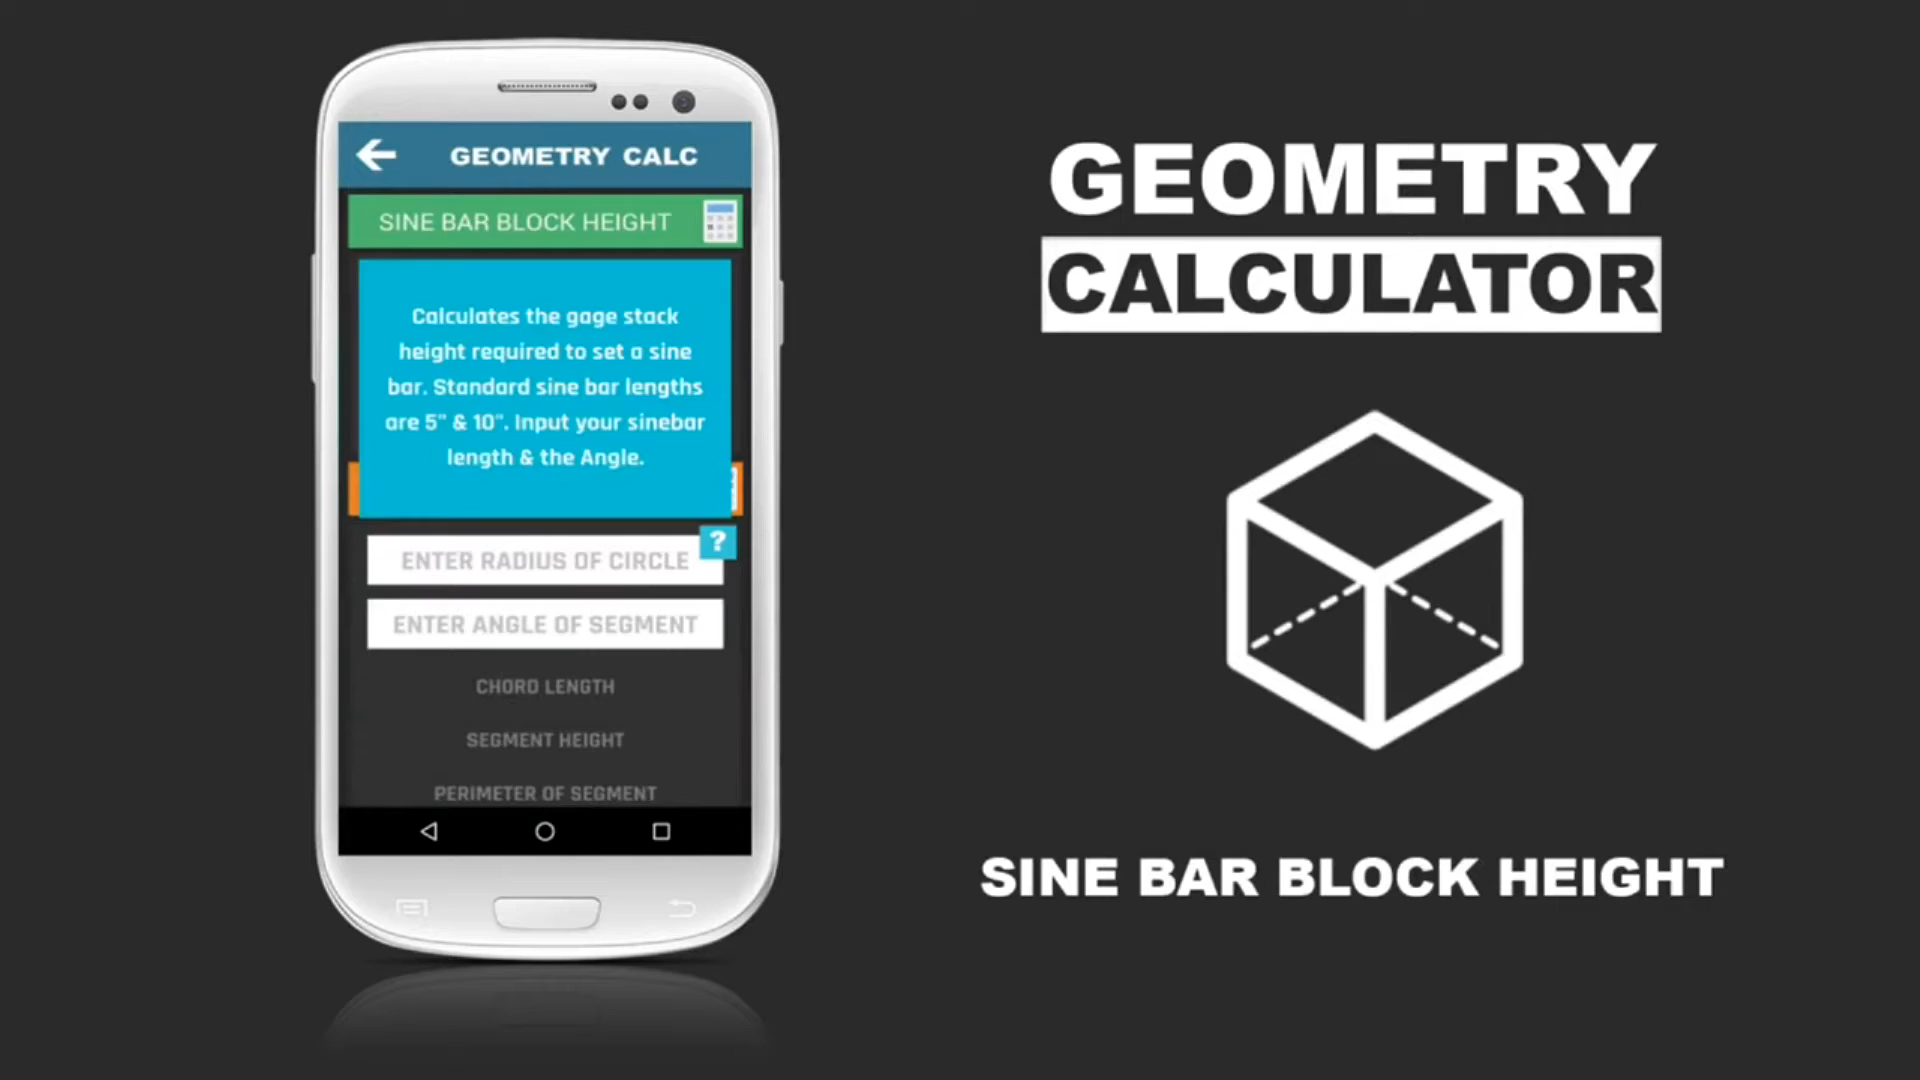 GEOMETRY CALC
SINE BAR BLOCK HEIGHT
Calculates the gage stack
height required to set a sine
bar. Standard sine bar lengths
are 5" & 10". Input your sinebar
length & the Angle.
?
ENTER RADIUS OF CIRCLE
ENTER ANGLE OF SEGMENT
CHORD LENGTH
SEGMENT HEIGHT
PERIMETER OF SEGMENT
GEOMETRY
CALCULATOR
SINE BAR BLOCK HEIGHT